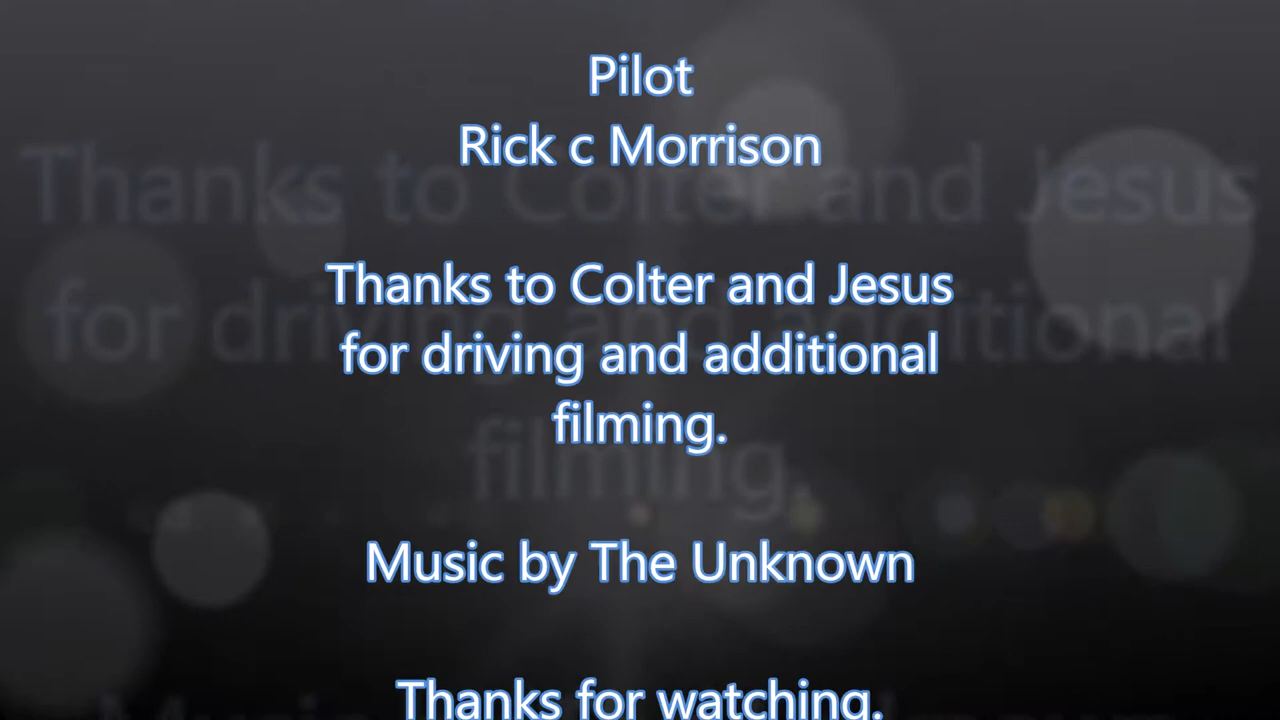 Pilot
Rick c Morrison
Thanks to Colter and Jesus
for driving and additional
filming.
Music by The Unknown
Thanks for watching.